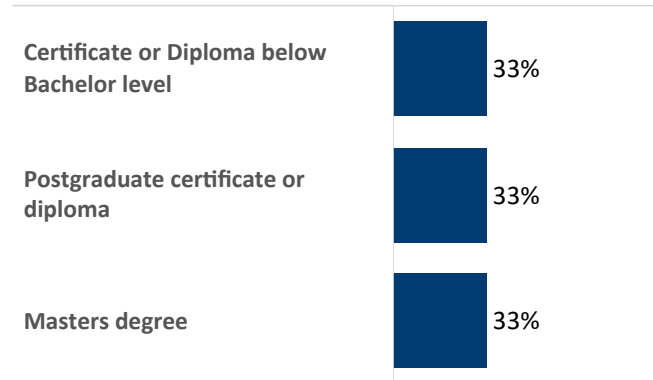 Certificate or Diploma below
Bachelor level
33%
Postgraduate certificate or
diploma
33%
Masters degree
33%